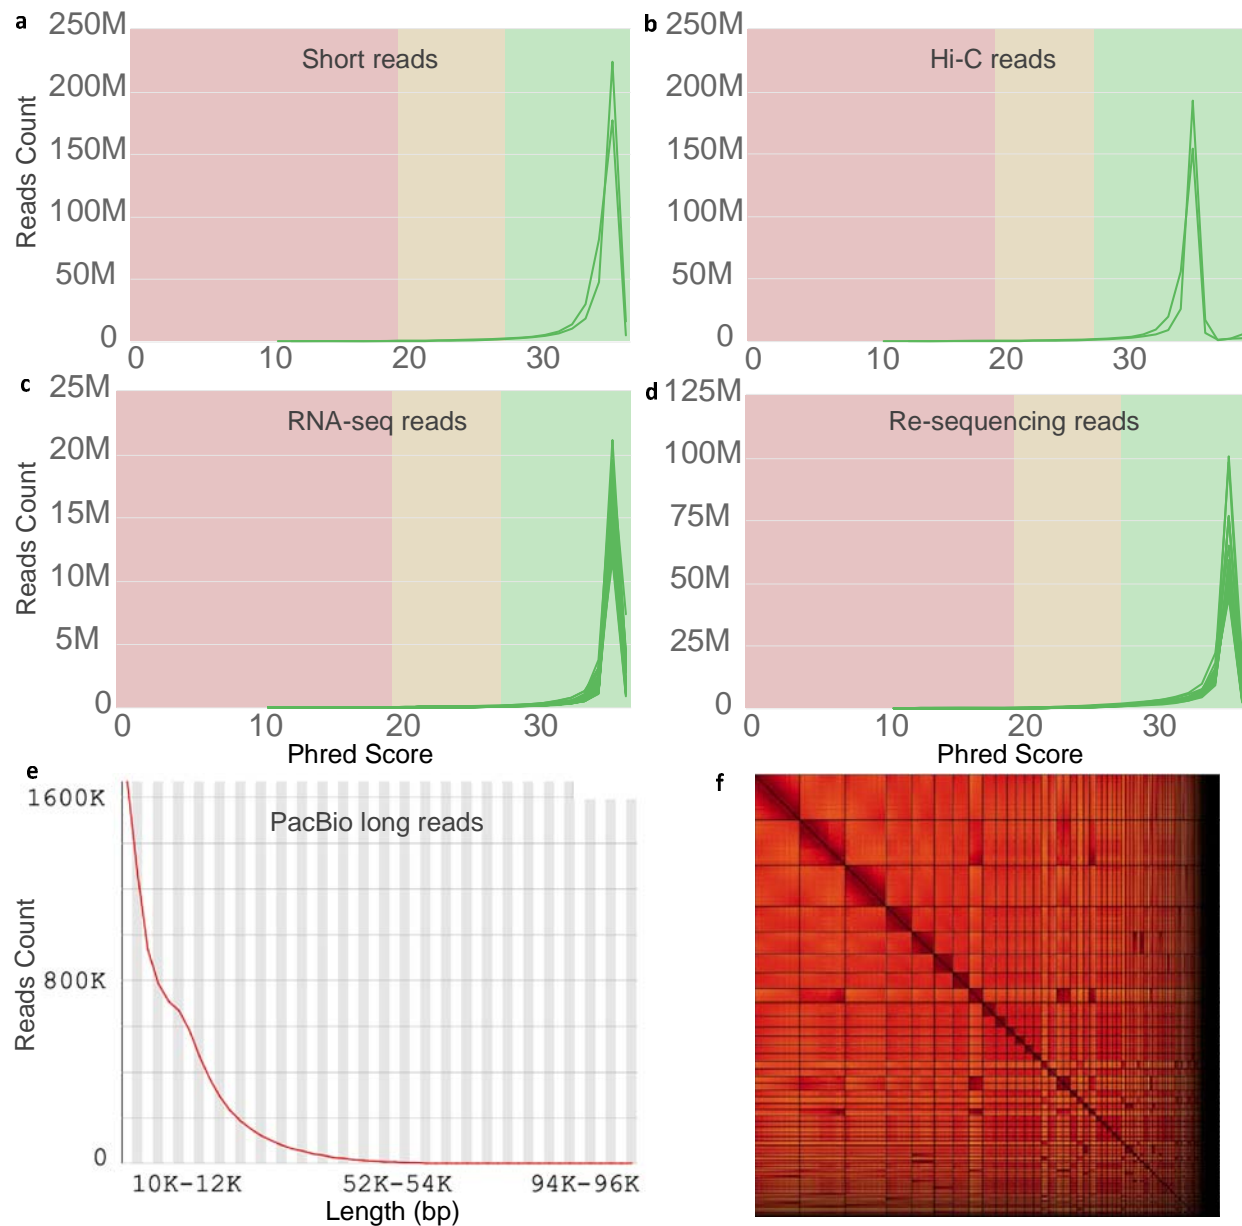 a
250M
Short reads
200M
150M
100M
50M
0
Reads Count
0 10 20 30
b
250M
Hi-C reads
200M
150M
100M
50M
0
0 10 20 30
c
25M
RNA-seq reads
20M
15M
10M
5M
0
Reads Count
0 10 20 30
Phred Score
d
125M
Re-sequencing reads
100M
75M
50M
25M
0
0 10 20 30
Phred Score
e
1600K
PacBio long reads
800K
0
Reads Count
10K-12K 52K-54K 94K-96K
Length (bp)
f